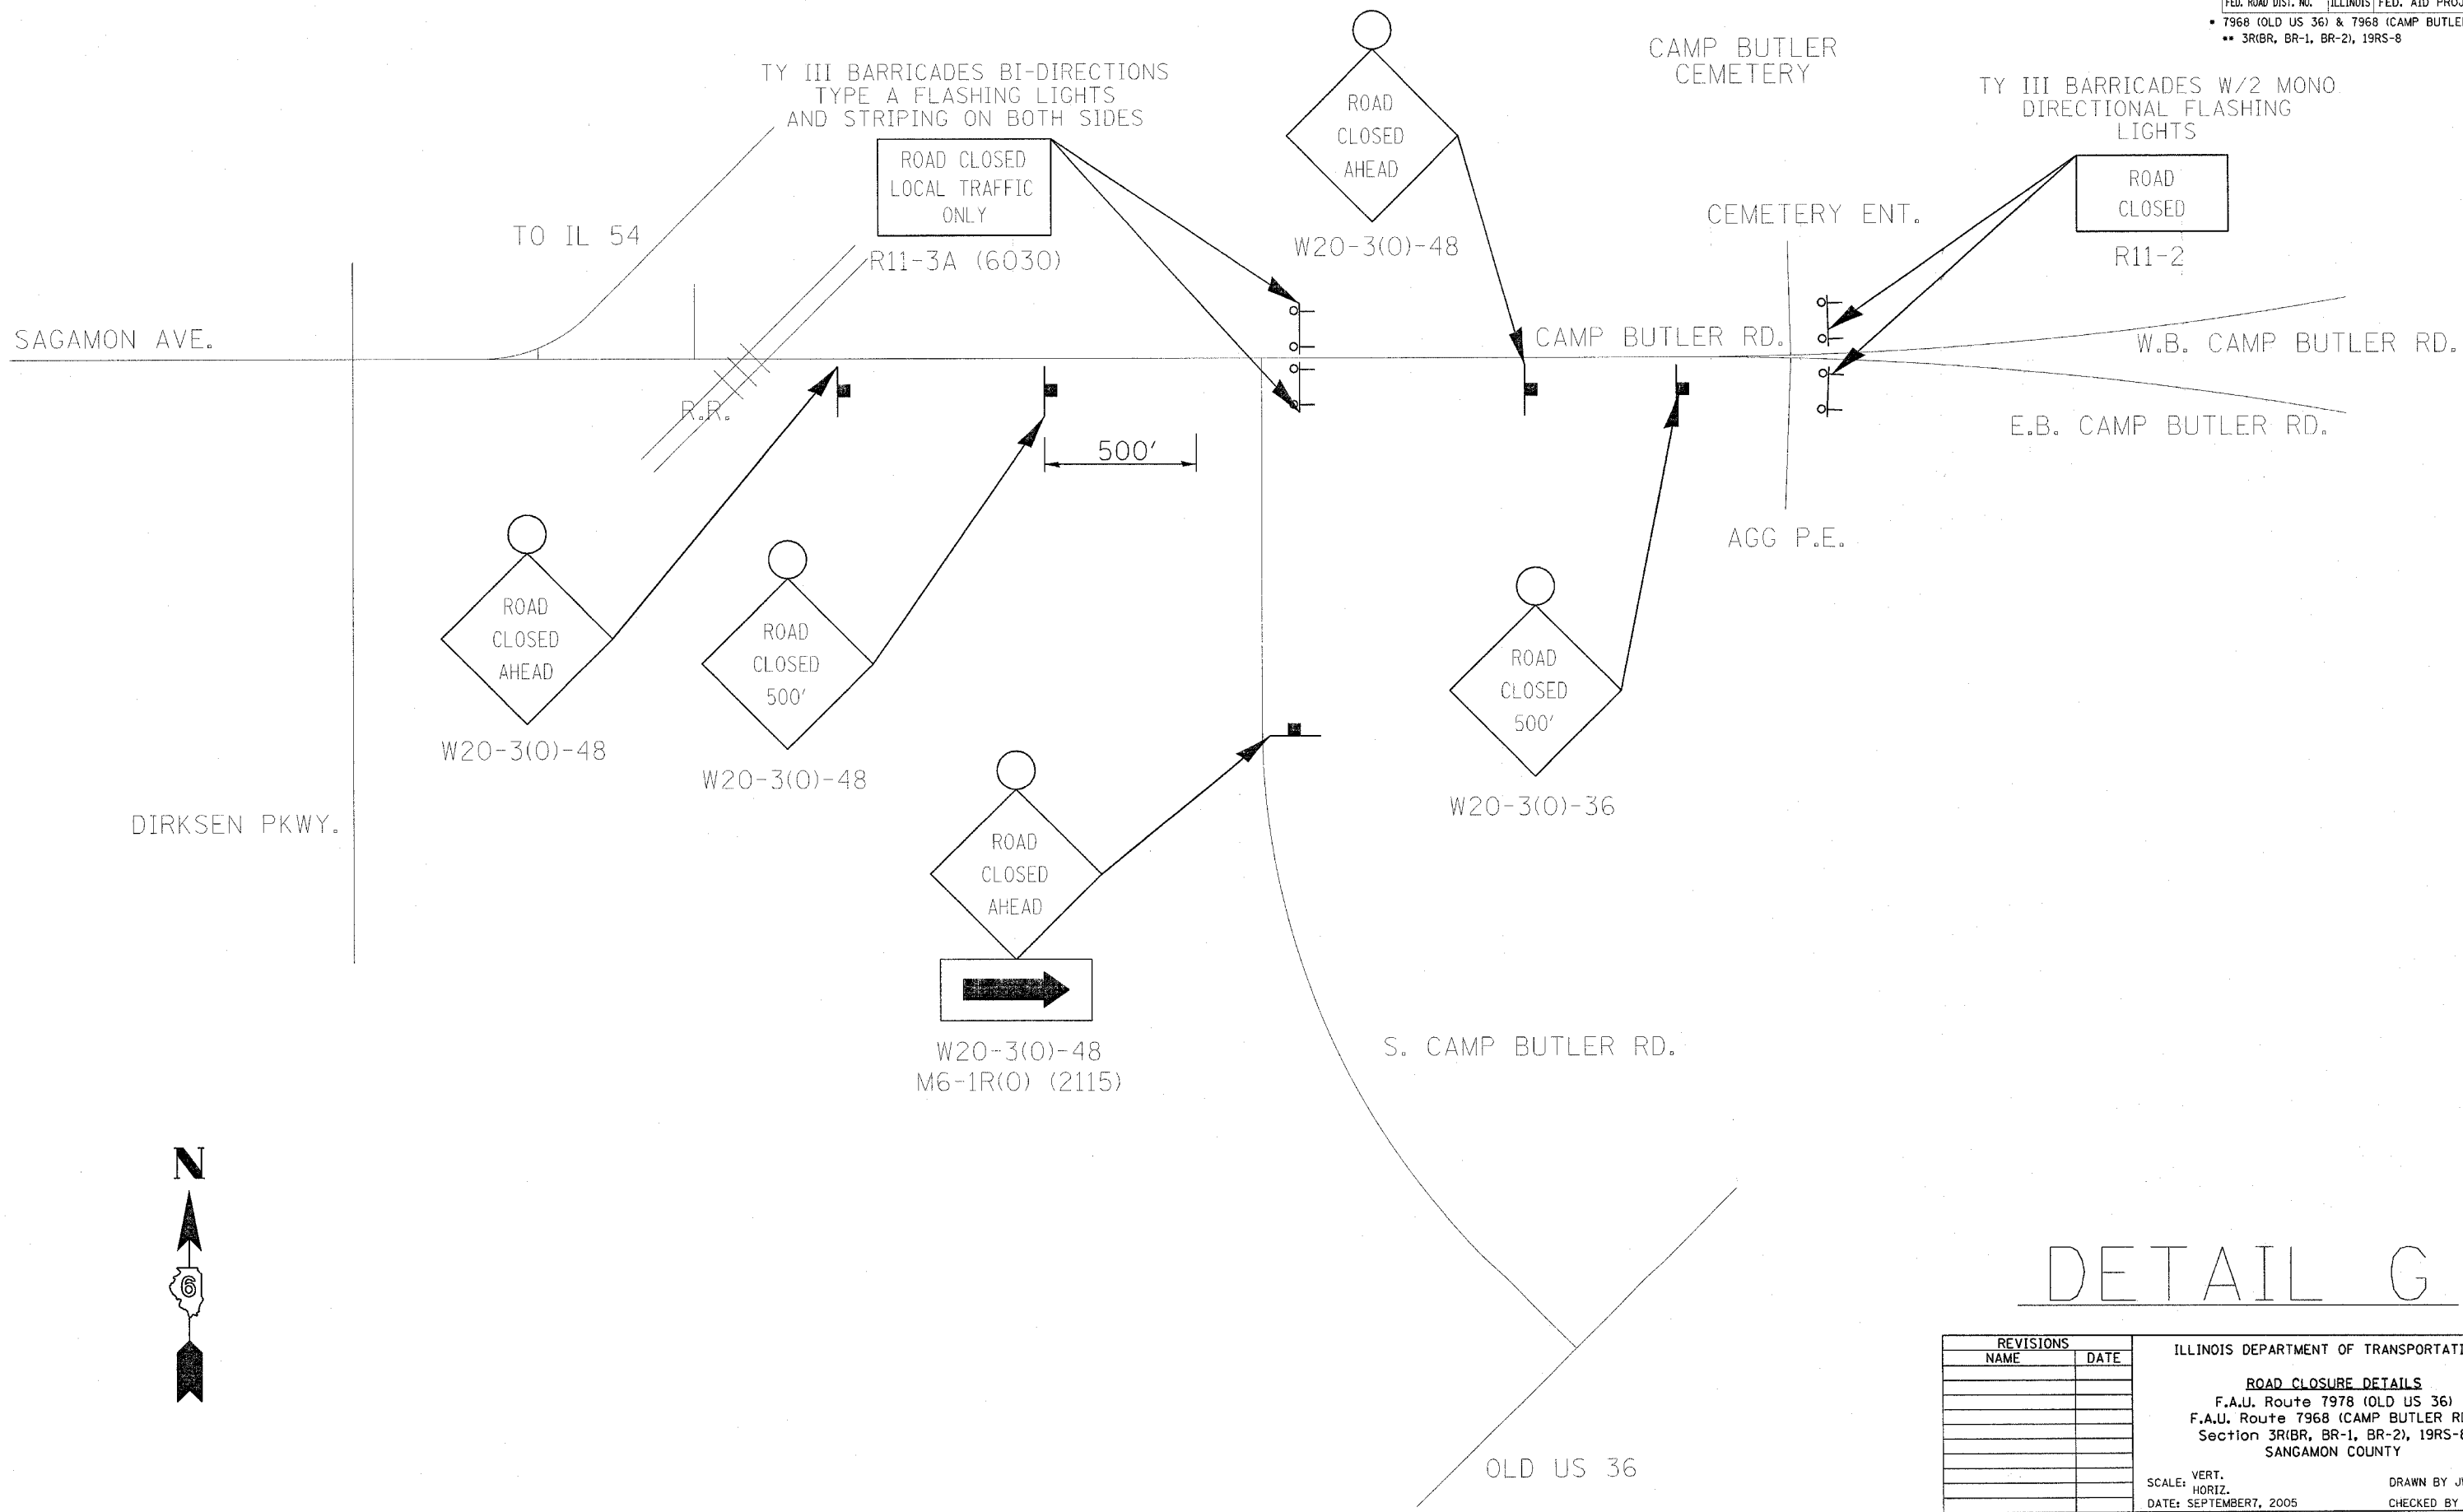 FED. ROAD DIST. NO. ILLINOIS FED. AID
* 7968 (OLD US 36) & 7968 (CAMP
** 3R(BR, BR-1, BR-2), 19RS-8
CAMP BUTLER
CEMETERY
TY III BARRICADES BI-DIRECTIONS
TYPE A FLASHING LIGHTS
AND STRIPING ON BOTH SIDES
ROAD CLOSED
LOCAL TRAFFIC
ONLY
R11-3A (6030)
ROAD
CLOSED
AHEAD
W20-3(O)-48
TY III BARRICADES W/2 MONO
DIRECTIONAL FLASHING
LIGHTS
ROAD
CLOSED
R11-2
CEMETERY ENT.
TO IL 54
SAGAMON AVE.
R.R.
CAMP BUTLER RD.
W.B. CAMP BUTLER RD.
E.B. CAMP BUTLER RD.
500'
AGG P.E.
ROAD
CLOSED
AHEAD
W20-3(O)-48
ROAD
CLOSED
500'
W20-3(O)-48
ROAD
CLOSED
500'
W20-3(O)-36
DIRKSEN PKWY.
ROAD
CLOSED
AHEAD
W20-3(O)-48
M6-1R(O) (2115)
S. CAMP BUTLER RD.
OLD US 36
N
6
DETAIL G
REVISIONS
NAME DATE
ILLINOIS DEPARTMENT OF
ROAD CLOSURE DETAILS
F.A.U. Route 7978 (OLD US 36)
F.A.U. Route 7968 (CAMP BUTLER
Section 3R(BR, BR-1, BR-2), 19RS-8
SANGAMON COUNTY
SCALE: VERT.
HORIZ.
DRAWN BY
DATE: SEPTEMBER7, 2005
CHECKED BY